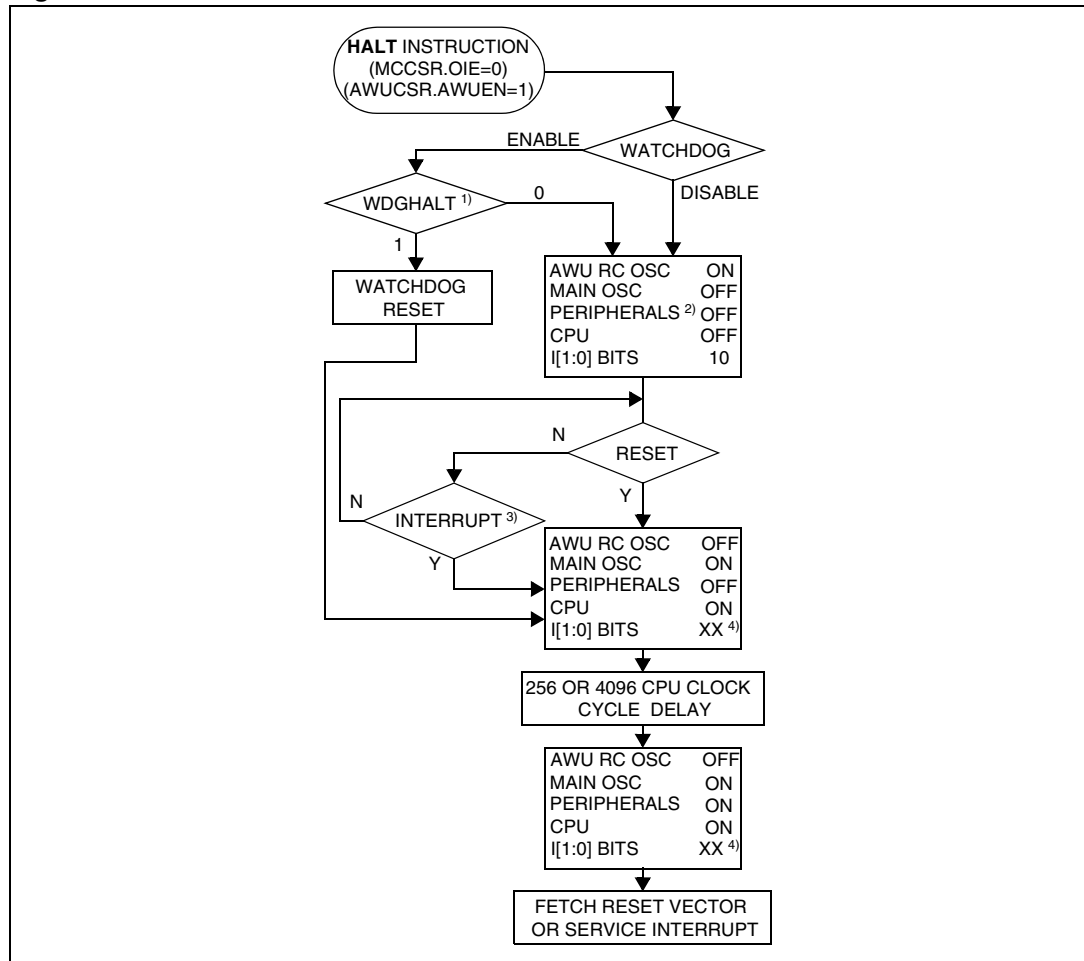 HALT INSTRUCTION
(MCCSR.OIE=0)
(AWUCSR.AWUEN=1)
ENABLE
WATCHDOG
WDGHALT 1)
0
DISABLE
1
WATCHDOG
RESET
AWU RC OSC ON
MAIN OSC OFF
PERIPHERALS 2) OFF
CPU OFF
I[1:0] BITS 10
N
RESET
N
Y
INTERRUPT 3)
Y
AWU RC OSC OFF
MAIN OSC ON
PERIPHERALS OFF
CPU ON
I[1:0] BITS XX 4)
256 OR 4096 CPU CLOCK
CYCLE DELAY
AWU RC OSC OFF
MAIN OSC ON
PERIPHERALS ON
CPU ON
I[1:0] BITS XX 4)
FETCH RESET VECTOR
OR SERVICE INTERRUPT